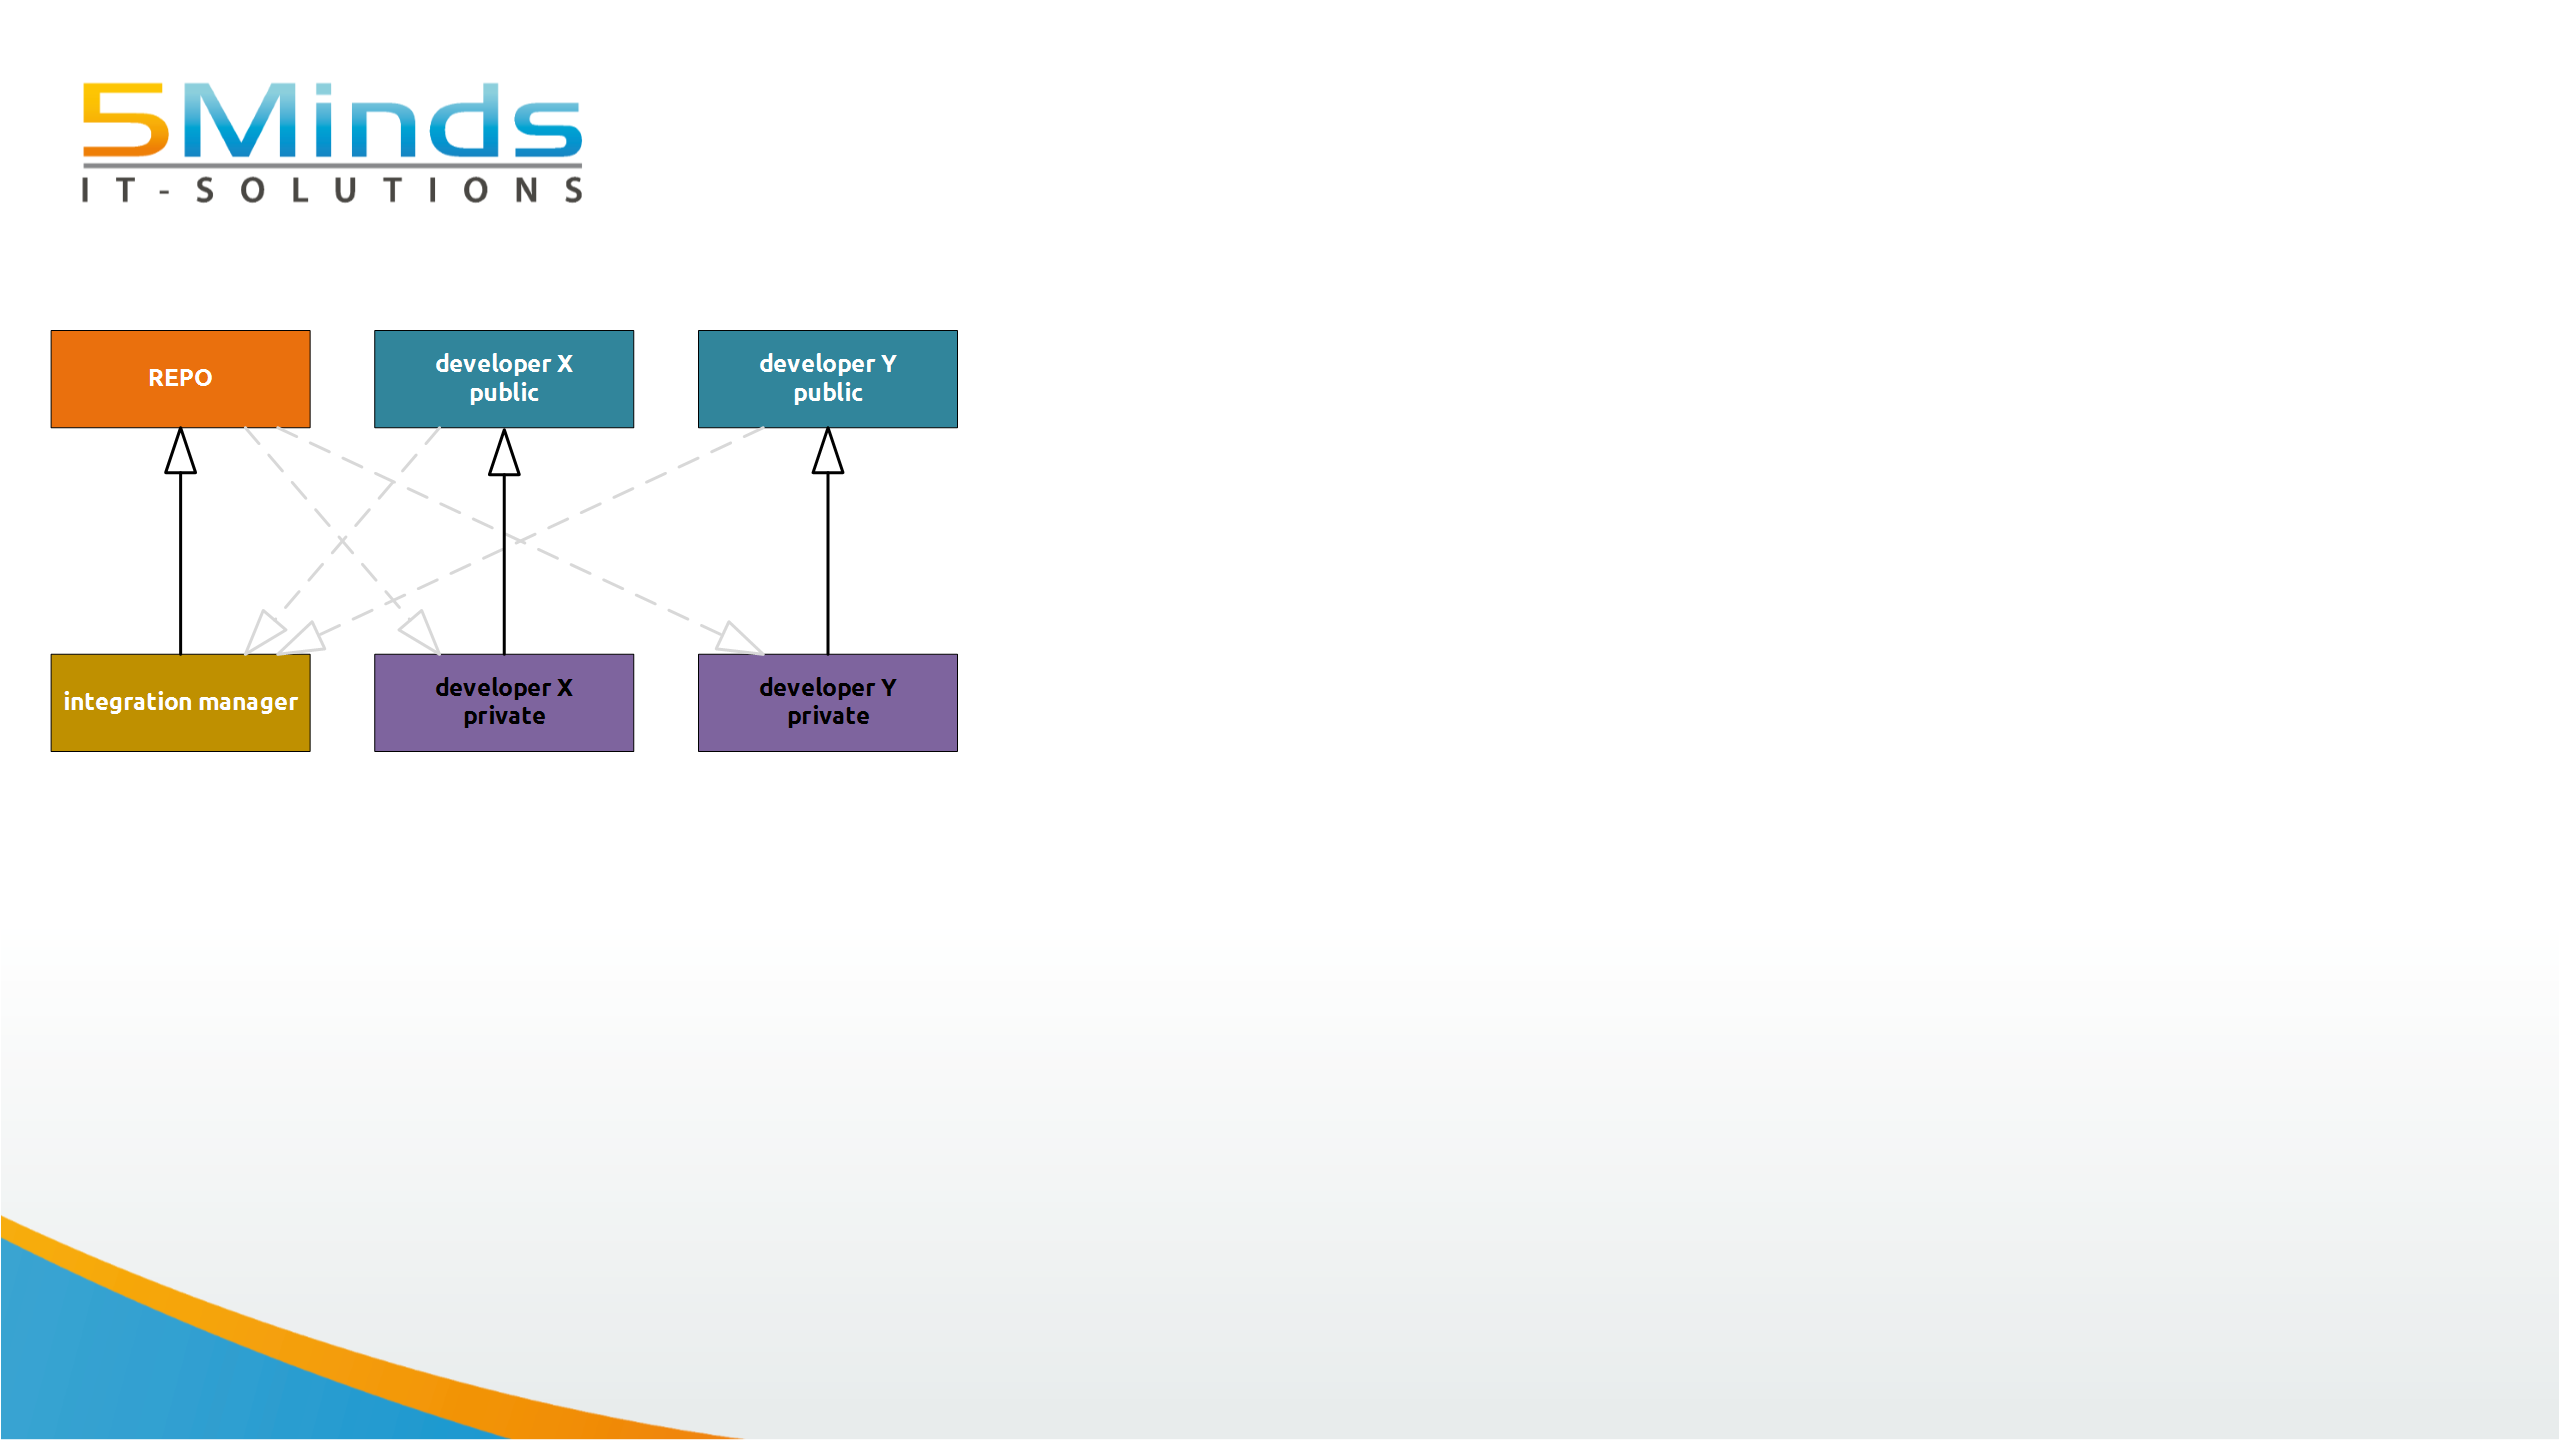 5Minds
IT-SOLUTIONS
REPO
developer X
public
developer Y
public
integration manager
developer X
private
developer Y
private